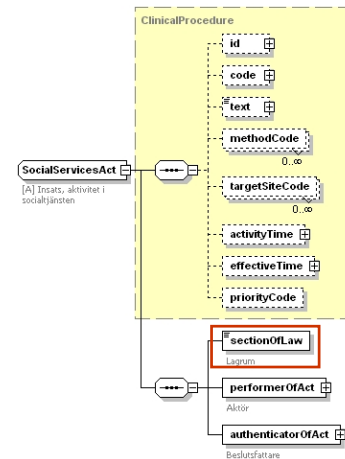 ClinicalProcedure
id
code
text
methodCode
0..∞
targetSiteCode
0..∞
activityTime
effectiveTime
priorityCode
SocialServicesAct
[A] Insats, aktivitet i
socialtjänsten
sectionOfLaw
Lagrum
performerOfAct
Aktör
authenticatorOfAct
Beslutsfattare